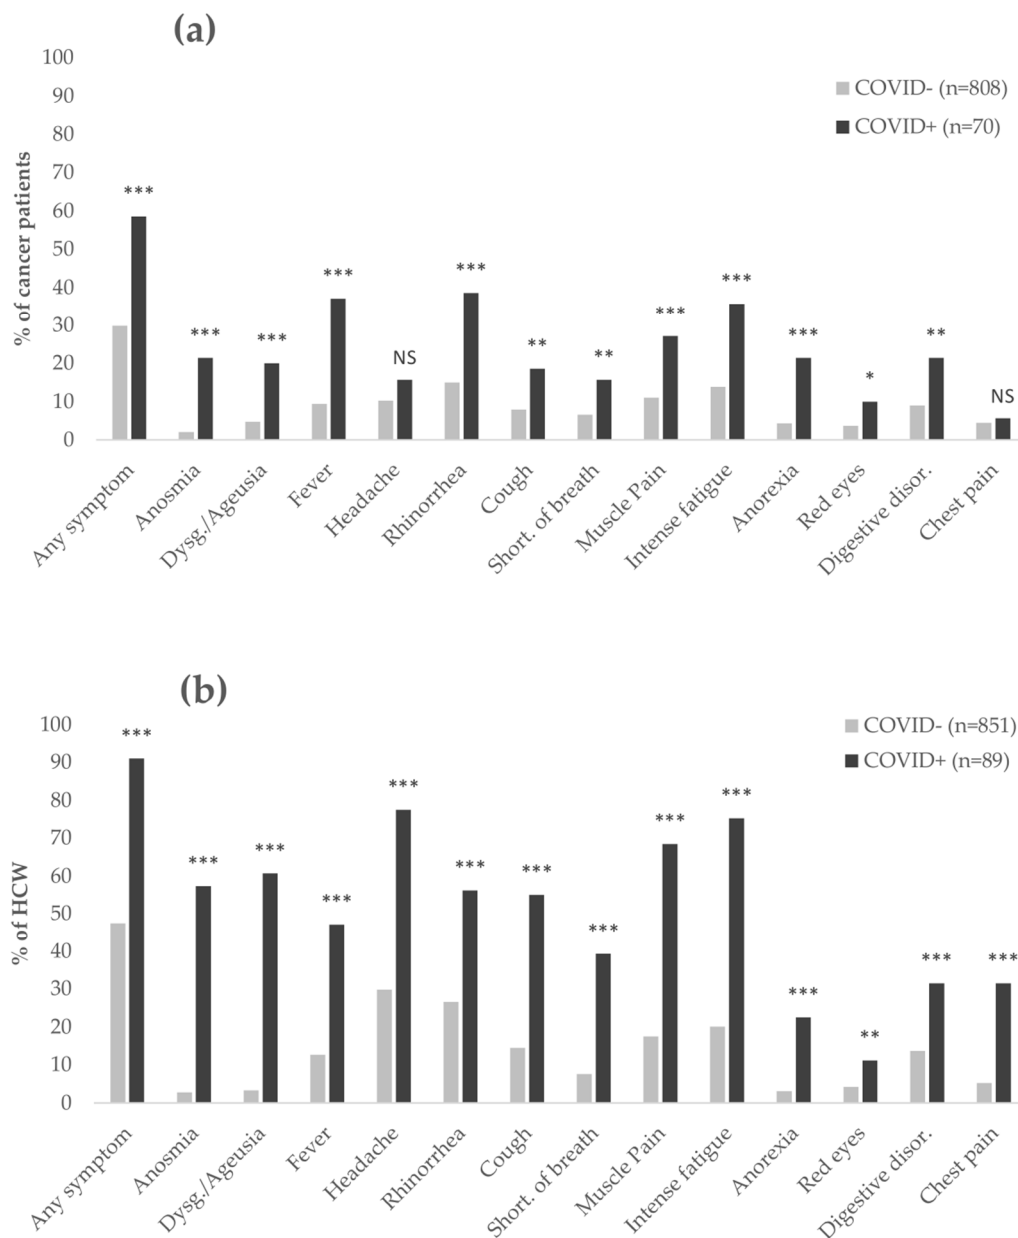 (a)
100
90
80
70
60
50
40
30
20
10
0
% of cancer patients
COVID- (n=808)
COVID+ (n=70)
***
***
***
***
NS
***
**
**
***
***
***
*
**
NS
Any symptom
Anosmia
Dysg./Ageusia
Fever
Headache
Rhinorrhea
Cough
Short. of breath
Muscle Pain
Intense fatigue
Anorexia
Red eyes
Digestive disor.
Chest pain
(b)
100
90
80
70
60
50
40
30
20
10
0
% of HCW
COVID- (n=851)
COVID+ (n=89)
***
***
***
***
***
***
***
***
***
***
***
**
***
***
Any symptom
Anosmia
Dysg./Ageusia
Fever
Headache
Rhinorrhea
Cough
Short. of breath
Muscle Pain
Intense fatigue
Anorexia
Red eyes
Digestive disor.
Chest pain